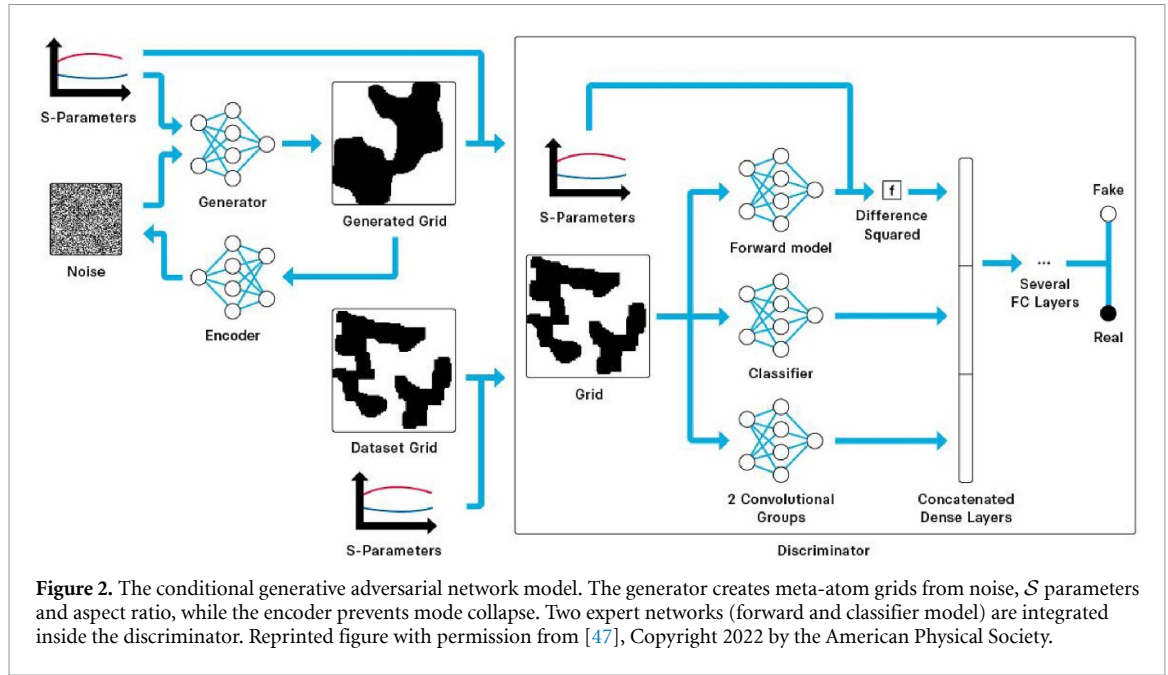 S-Parameters
Generator
Generated Grid
Noise
Encoder
Dataset Grid
S-Parameters
S-Parameters
Grid
Forward model
f
Difference
Squared
Classifier
2 Convolutional
Groups
Concatenated
Dense Layers
...
Several
FC Layers
Fake
Real
Discriminator
Figure 2. The conditional generative adversarial network model. The generator creates meta-atom grids from noise, 𝒮 parameters
and aspect ratio, while the encoder prevents mode collapse. Two expert networks (forward and classifier model) are integrated
inside the discriminator. Reprinted figure with permission from [47], Copyright 2022 by the American Physical Society.